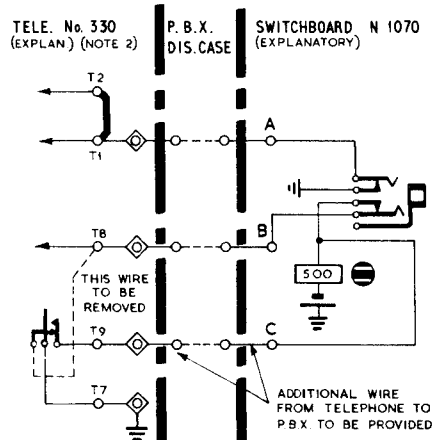 TELE. No. 330
(EXPLAN.) (NOTE 2)
P. B. X.
DIS. CASE
SWITCHBOARD N 1070
(EXPLANATORY)
T2
T1
A
T8
B
THIS WIRE
TO BE
REMOVED
500
T9
C
T7
ADDITIONAL WIRE
FROM TELEPHONE TO
P.B.X. TO BE PROVIDED